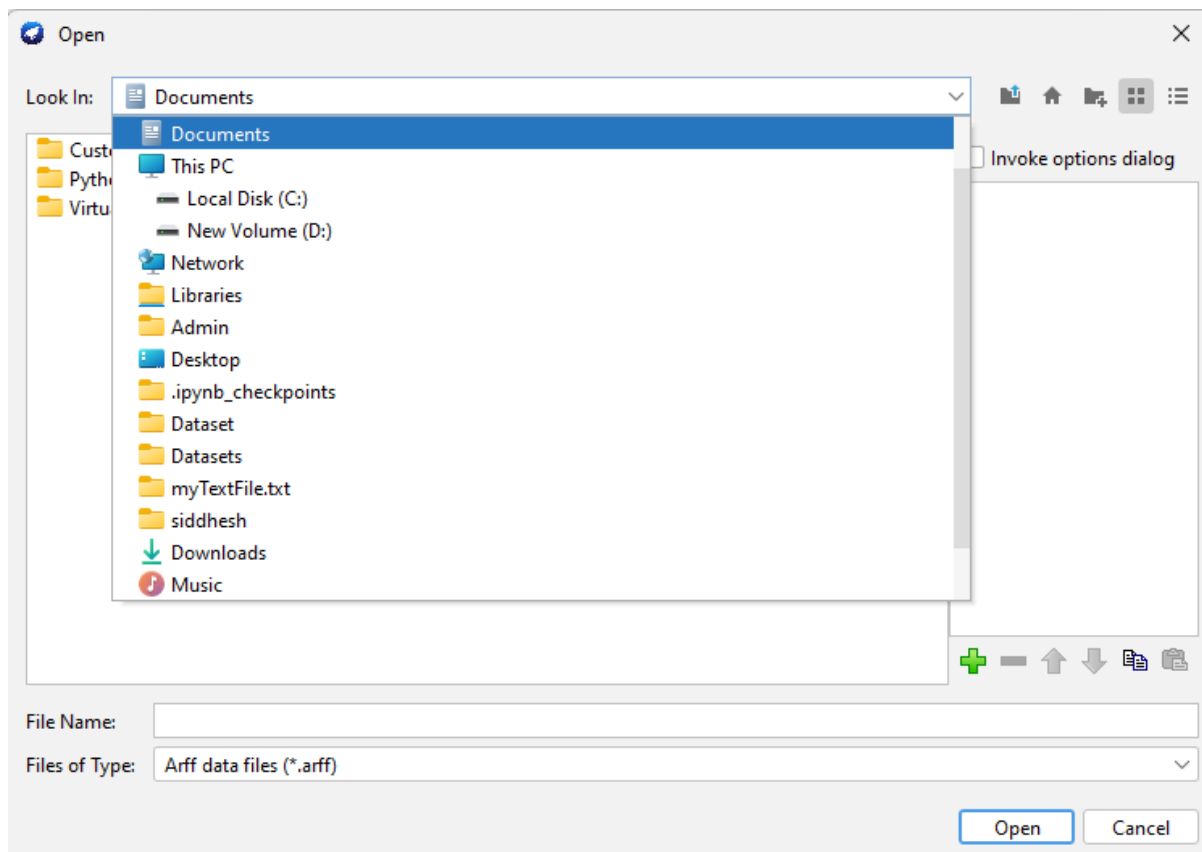 Open
Look In: Documents
Documents
This PC
Local Disk (C:)
New Volume (D:)
Network
Libraries
Admin
Desktop
.ipynb_checkpoints
Dataset
Datasets
myTextFile.txt
siddhesh
Downloads
Music
Invoke options dialog
File Name:
Files of Type: Arff data files (*.arff)
Open Cancel